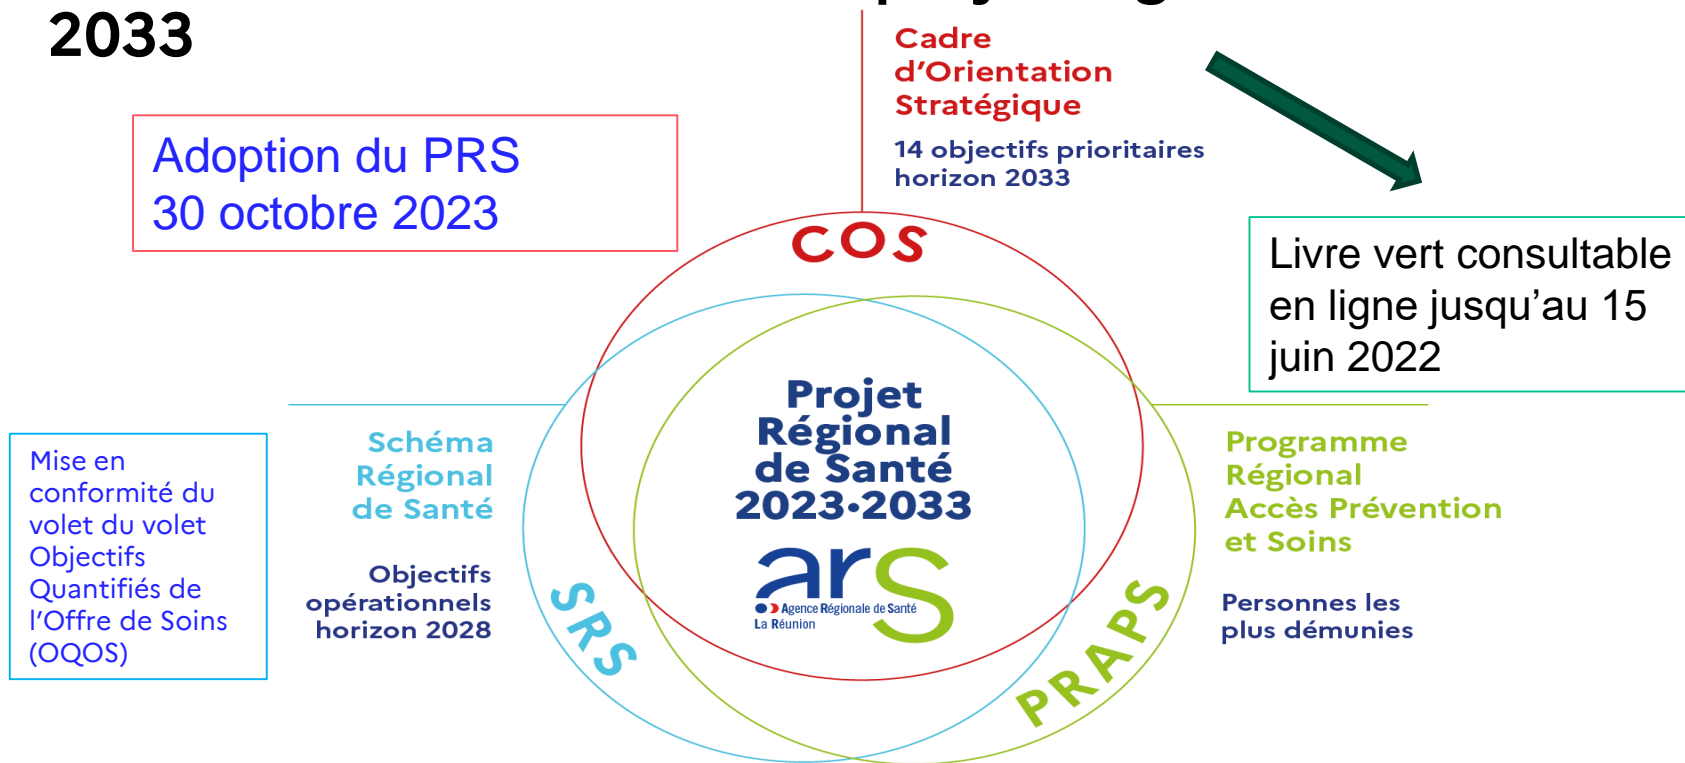 2033
Cadre
d'Orientation
Stratégique
14 objectifs prioritaires
horizon 2033
Adoption du PRS
30 octobre 2023
COS
Livre vert consultable
en ligne jusqu'au 15
juin 2022
Projet
Régional
de Santé
2023·2033
ars
Agence Régionale de Santé
La Réunion
Mise en
conformité du
volet du volet
Objectifs
Quantifiés de
l'Offre de Soins
(OQOS)
Schéma
Régional
de Santé
Objectifs
opérationnels
horizon 2028
SRS
Programme
Régional
Accès Prévention
et Soins
Personnes les
plus démunies
PRAPS